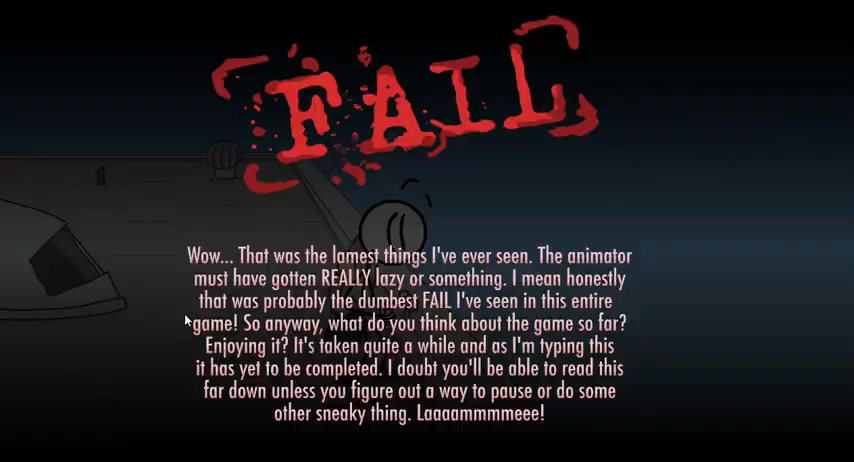 FAIL
Wow... That was the lamest things I've ever seen. The animator
must have gotten REALLY lazy or something. I mean honestly
that was probably the dumbest FAIL I've seen in this entire
game! So anyway, what do you think about the game so far?
Enjoying it? It's taken quite a while and as I'm typing this
it has yet to be completed. I doubt you'll be able to read this
far down unless you figure out a way to pause or do some
other sneaky thing. Laaaammmmeee!